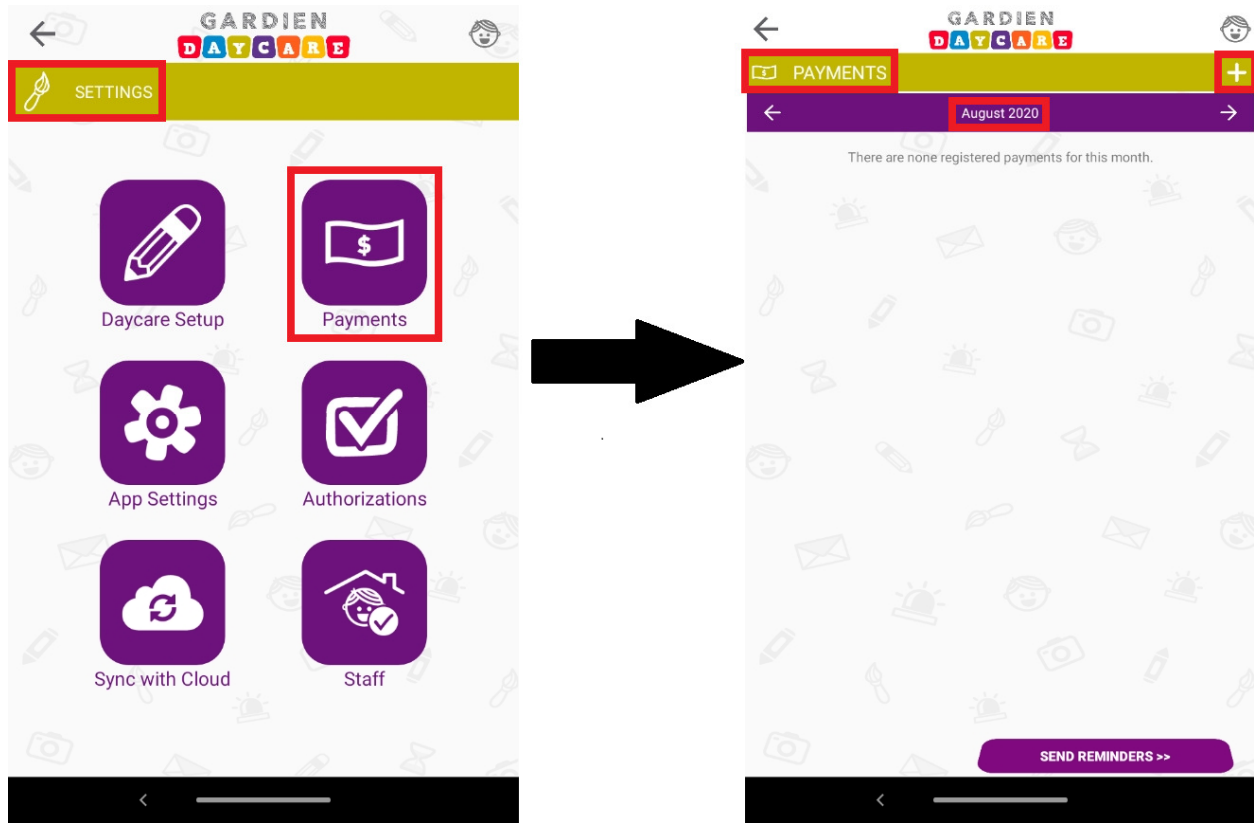 GARDIEN
DAYCARE
SETTINGS
$
Daycare Setup
Payments
App Settings
Authorizations
Sync with Cloud
Staff
GARDIEN
DAYCARE
PAYMENTS
August 2020
There are none registered payments for this month.
SEND REMINDERS >>